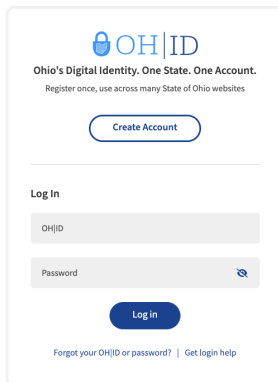 OH|ID
Ohio's Digital Identity. One State. One Account.
Register once, use across many State of Ohio websites
Create Account
Log In
OH|ID
Password
Log in
Forgot your OH|ID or password? | Get login help